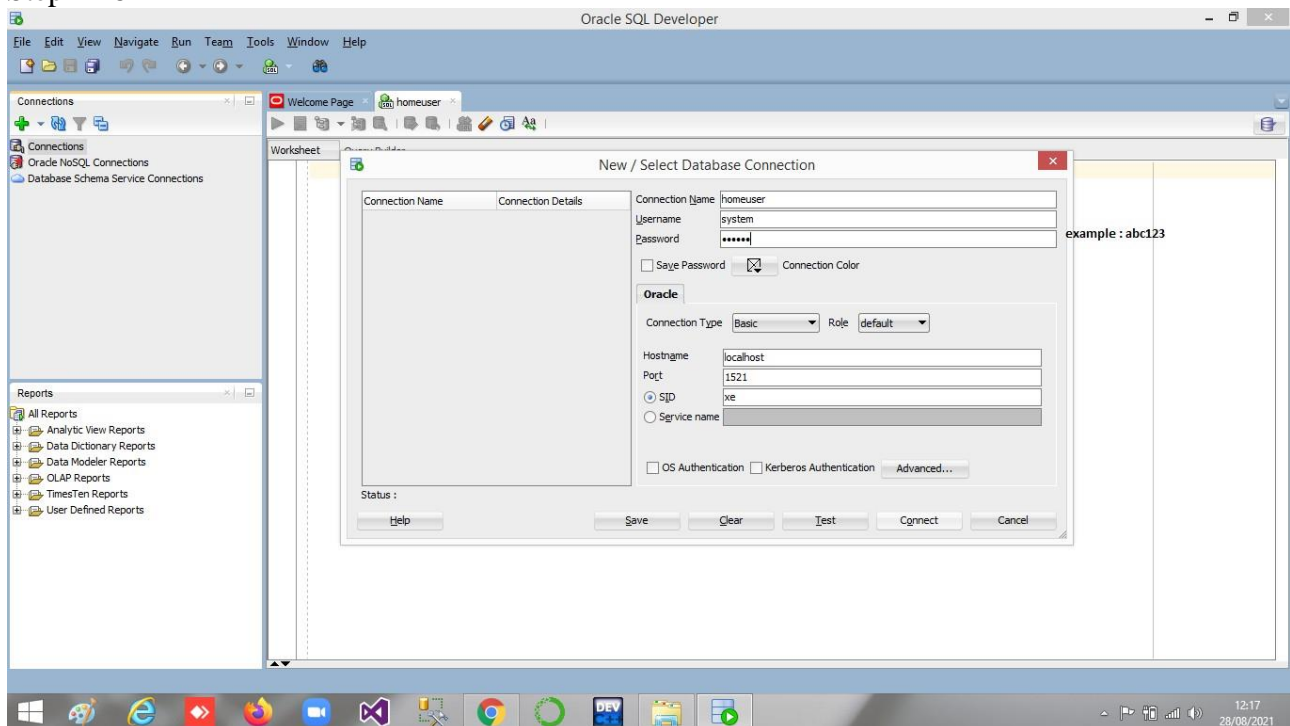 Oracle SQL Developer
File Edit View Navigate Run Team Tools Window Help
Connections
Welcome Page
homeuser
Connections
Oracle NoSQL Connections
Database Schema Service Connections
Worksheet Query Builder
New / Select Database Connection
Connection Name Connection Details
Connection Name homeuser
Username system
Password ••••••
example : abc123
Save Password Connection Color
Oracle
Connection Type Basic Role default
Hostname localhost
Port 1521
SID xe
Service name
OS Authentication Kerberos Authentication Advanced...
Status :
Help Save Clear Test Connect Cancel
Reports
All Reports
Analytic View Reports
Data Dictionary Reports
Data Modeler Reports
OLAP Reports
TimesTen Reports
User Defined Reports
DEV
12:17
28/08/2021